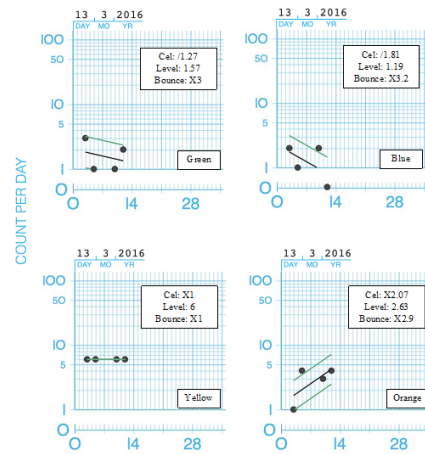 13 3 2016
DAY MO YR
100
50
10
5
1
0
0 14 28
Cel: /1.27
Level: 1.57
Bounce: X3
Green
13 3 2016
DAY MO YR
100
50
10
5
1
0
0 14 28
Cel: /1.81
Level: 1.19
Bounce: X3.2
Blue
COUNT PER DAY
13 3 2016
DAY MO YR
100
50
10
5
1
0
0 14 28
Cel: X1
Level: 6
Bounce: X1
Yellow
13 3 2016
DAY MO YR
100
50
10
5
1
0
0 14 28
Cel: X2.07
Level: 2.63
Bounce: X2.9
Orange